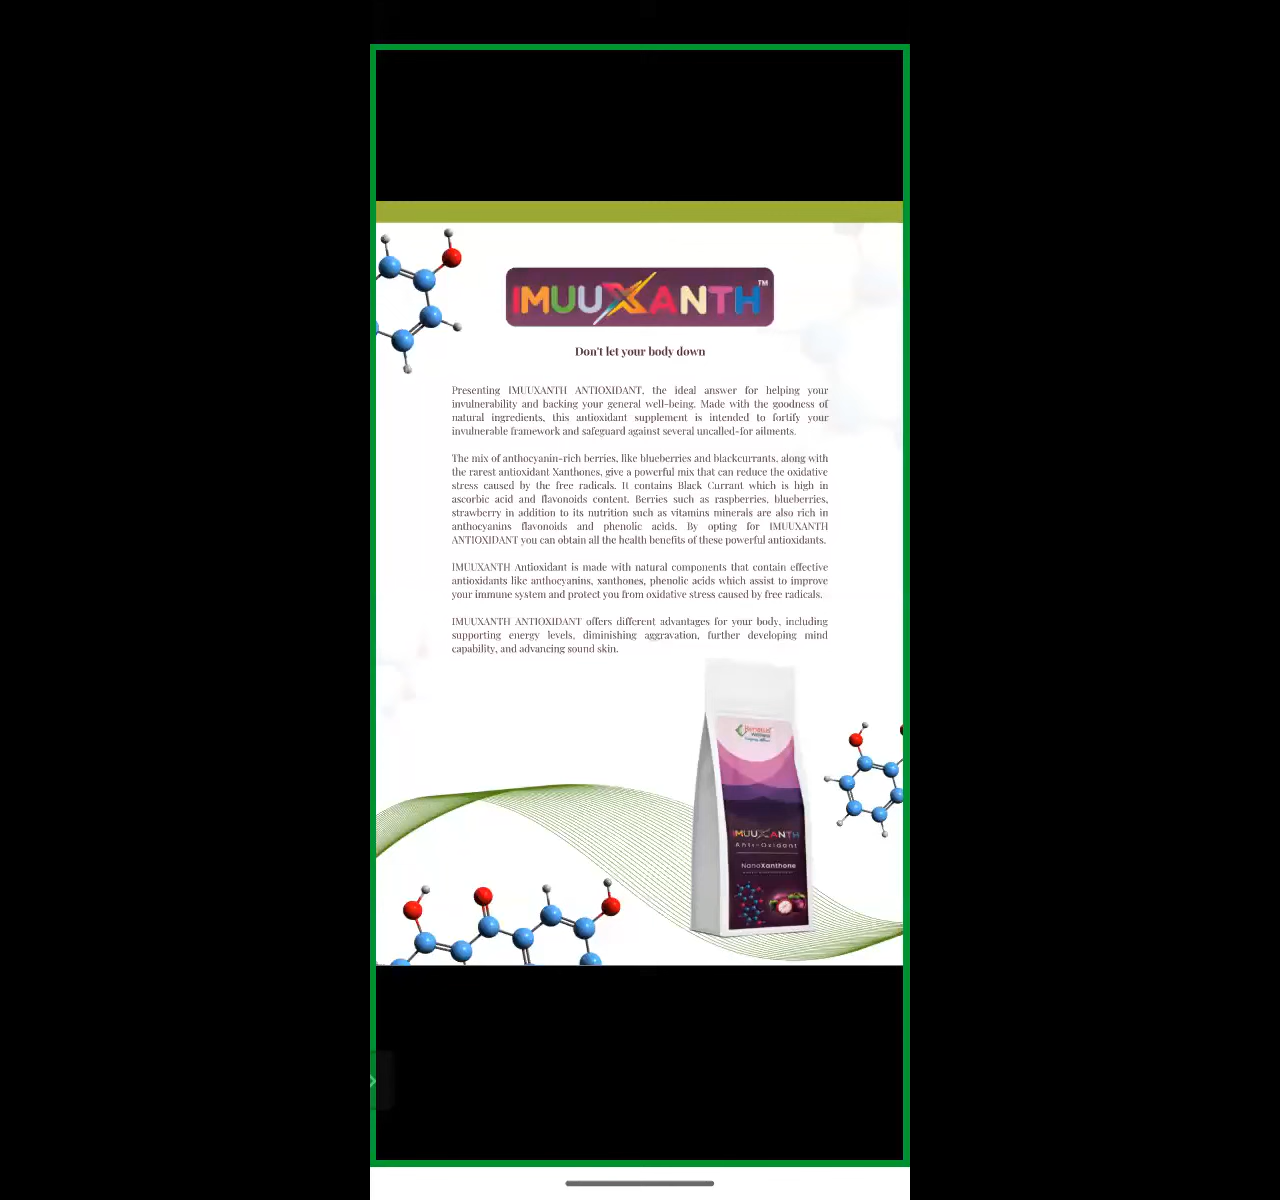 IMUUXANTH™
Don't let your body down
Presenting IMUUXANTH ANTIOXIDANT, the ideal answer for helping your
invulnerability and backing your general well-being. Made with the goodness of
natural ingredients, this antioxidant supplement is intended to fortify your
invulnerable framework and safeguard against several uncalled-for ailments.
The mix of anthocyanin-rich berries, like blueberries and blackcurrants, along with
the rarest antioxidant Xanthones, give a powerful mix that can reduce the oxidative
stress caused by the free radicals. It contains Black Currant which is high in
ascorbic acid and flavonoids content. Berries such as raspberries, blueberries,
strawberry in addition to its nutrition such as vitamins minerals are also rich in
anthocyanins flavonoids and phenolic acids. By opting for IMUUXANTH
ANTIOXIDANT you can obtain all the health benefits of these powerful antioxidants.
IMUUXANTH Antioxidant is made with natural components that contain effective
antioxidants like anthocyanins, xanthones, phenolic acids which assist to improve
your immune system and protect you from oxidative stress caused by free radicals.
IMUUXANTH ANTIOXIDANT offers different advantages for your body, including
supporting energy levels, diminishing aggravation, further developing mind
capability, and advancing sound skin.
Wellness
IMUUXANTH
Anti-Oxidant
NanoXanthone